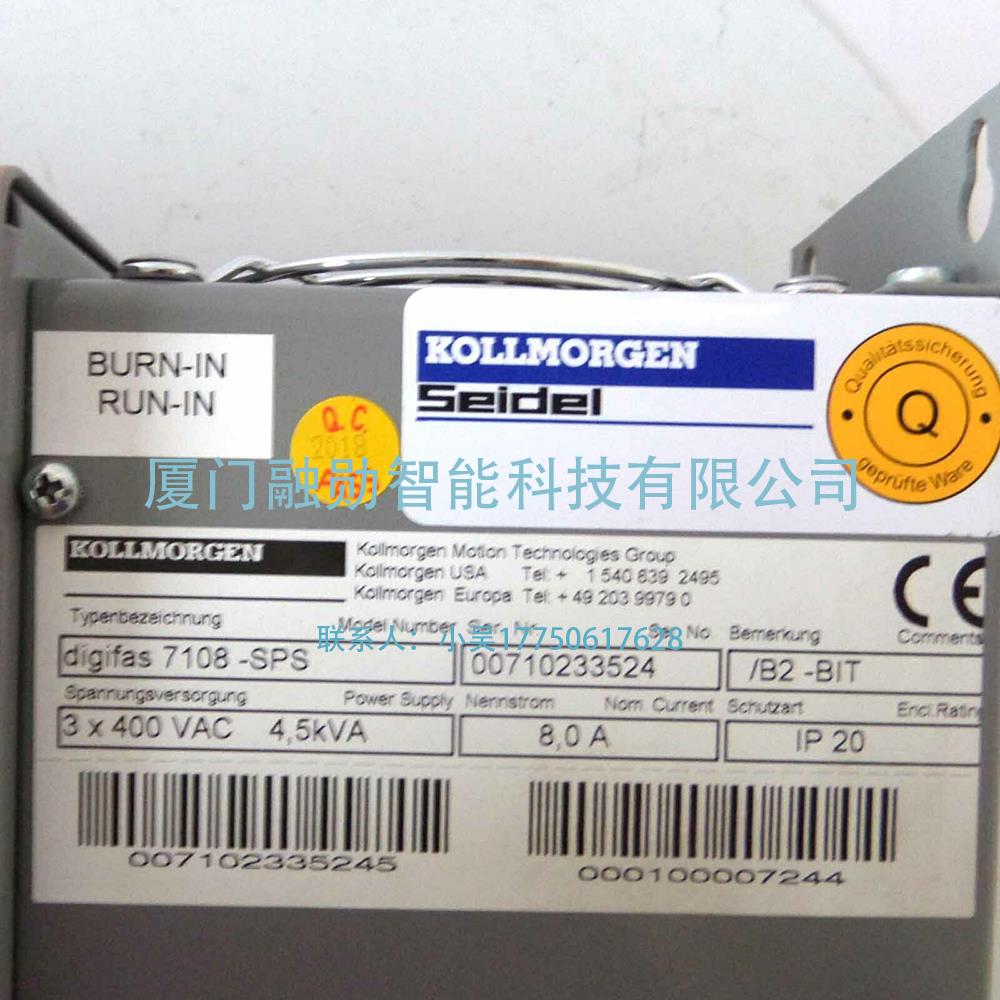 BURN-IN
RUN-IN
Q.C
2018
KOLLMORGEN
Seidel
Qualitätssicherung
Q
geprüfte Ware
厦门融勋智能科技有限公司
KOLLMORGEN
Kollmorgen Motion Technologies Group
Kollmorgen USA Tel: + 1 540 639 2495
Kollmorgen Europa Tel: + 49 203 9979 0
CE
Typenbezeichnung Model Number Ser. Nr. Ser. No. Bemerkung Comments
联系人：小吴17750617628
digifas 7108 -SPS 00710233524 /B2 -BIT
Spannungsversorgung Power Supply Nennstrom Nom. Current Schutzart Encl.Rating
3 x 400 VAC 4,5kVA 8,0 A IP 20
007102335245
000100007244